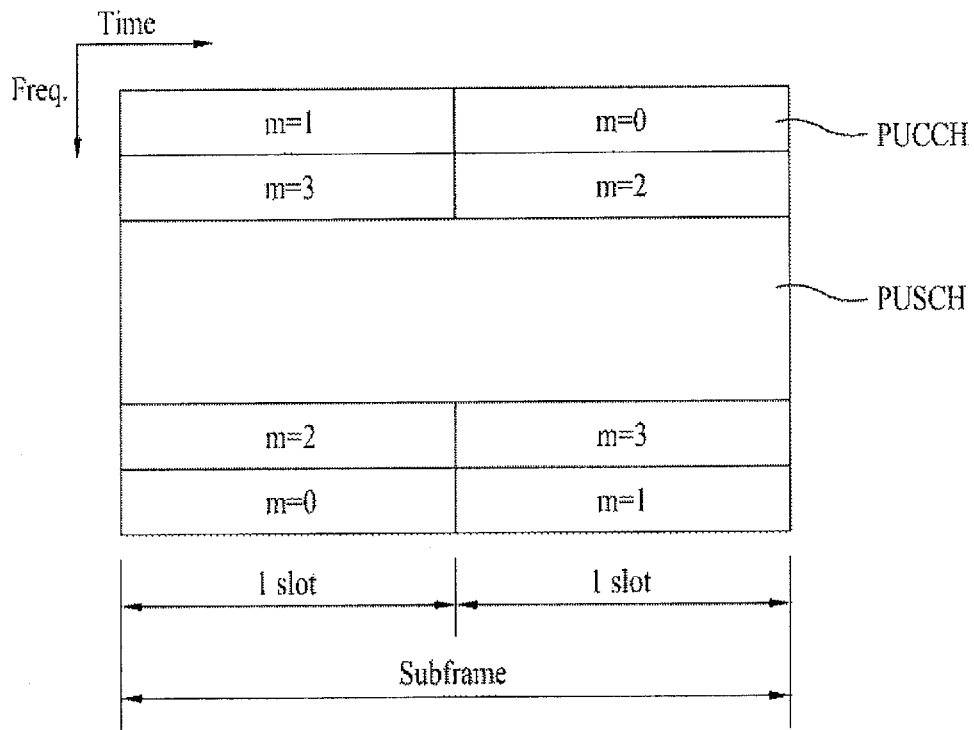 Time
Freq.
m=1 m=0
PUCCH
m=3 m=2
PUSCH
m=2 m=3
m=0 m=1
1 slot 1 slot
Subframe